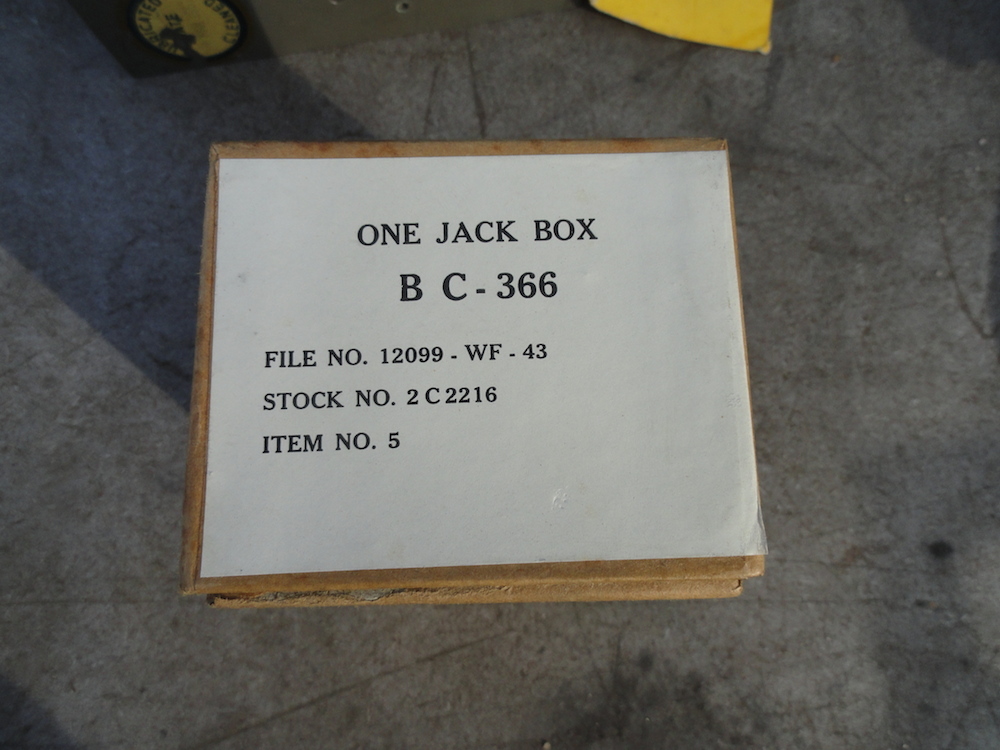 ONE JACK BOX
B C - 366
FILE NO. 12099 - WF - 43
STOCK NO. 2 C 2216
ITEM NO. 5